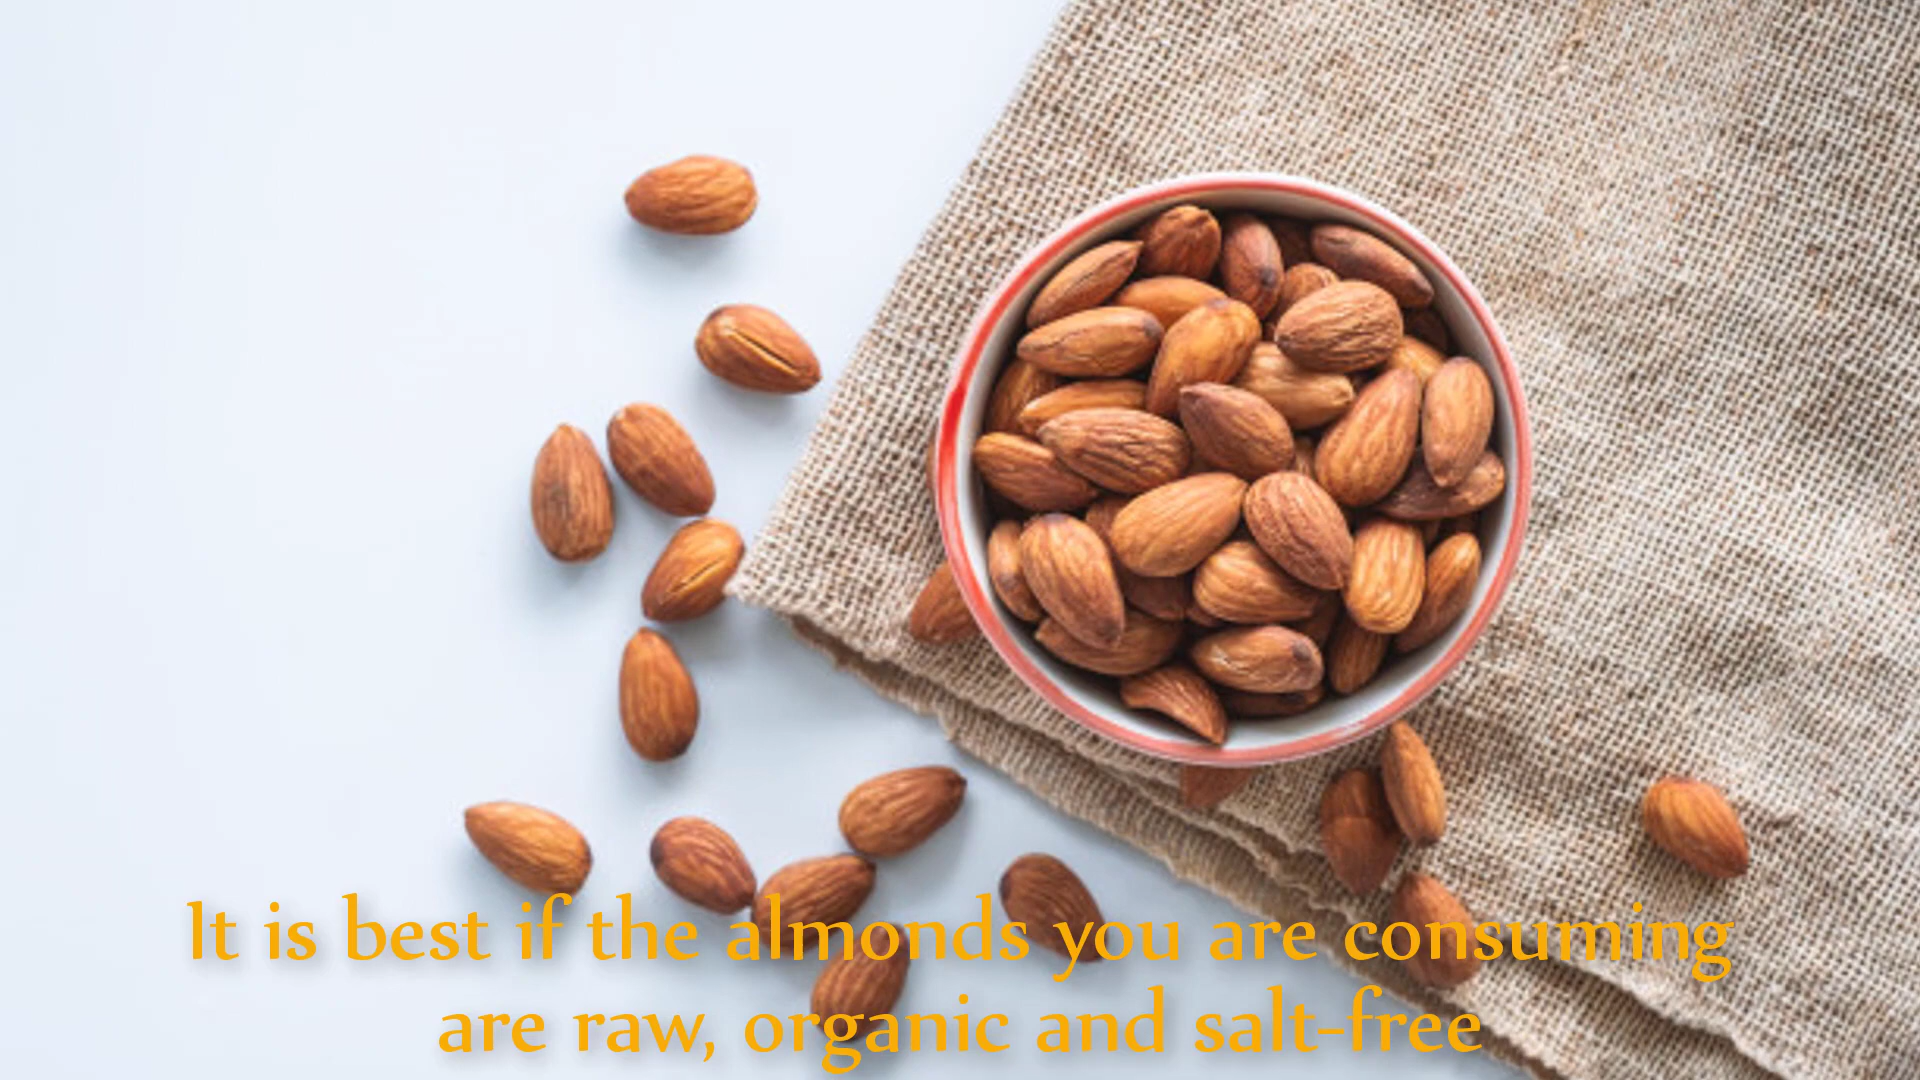 It is best if the almonds you are consuming
are raw, organic and salt-free